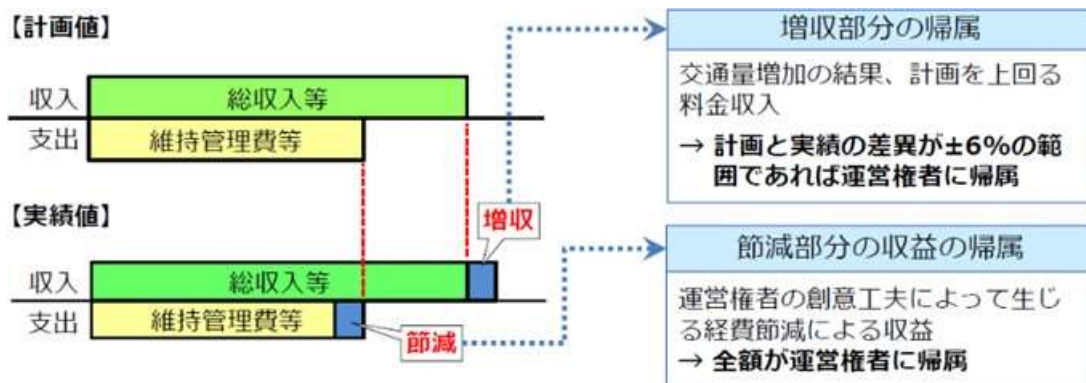 【計画値】
収入
総収入等
支出
維持管理費等
【実績値】
増収
収入
総収入等
支出
維持管理費等
節減
増収部分の帰属
交通量増加の結果、計画を上回る
料金収入
→ 計画と実績の差異が±6%の範
囲であれば運営権者に帰属
節減部分の収益の帰属
運営権者の創意工夫によって生じ
る経費節減による収益
→ 全額が運営権者に帰属